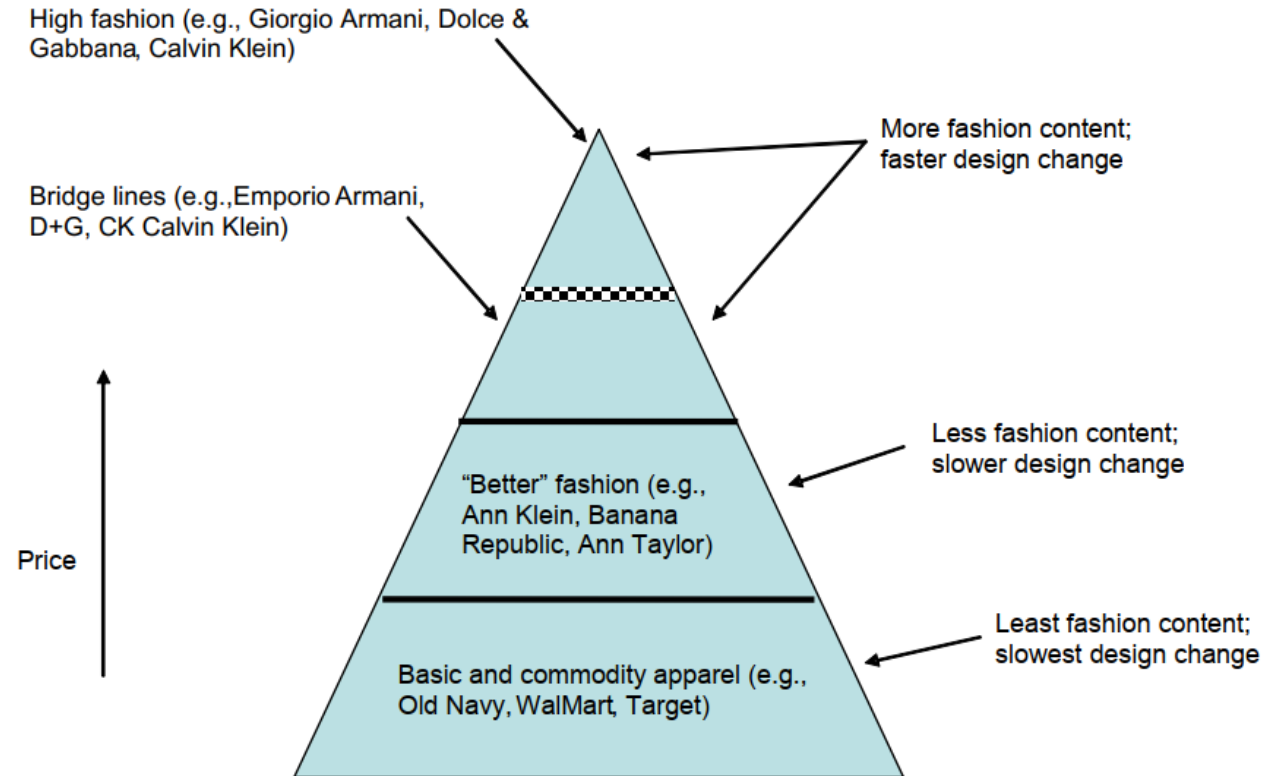 High fashion (e.g., Giorgio Armani, Dolce &
Gabbana, Calvin Klein)
More fashion content;
faster design change
Bridge lines (e.g.,Emporio Armani,
D+G, CK Calvin Klein)
Less fashion content;
slower design change
“Better” fashion (e.g.,
Ann Klein, Banana
Republic, Ann Taylor)
Price
Least fashion content;
slowest design change
Basic and commodity apparel (e.g.,
Old Navy, WalMart, Target)